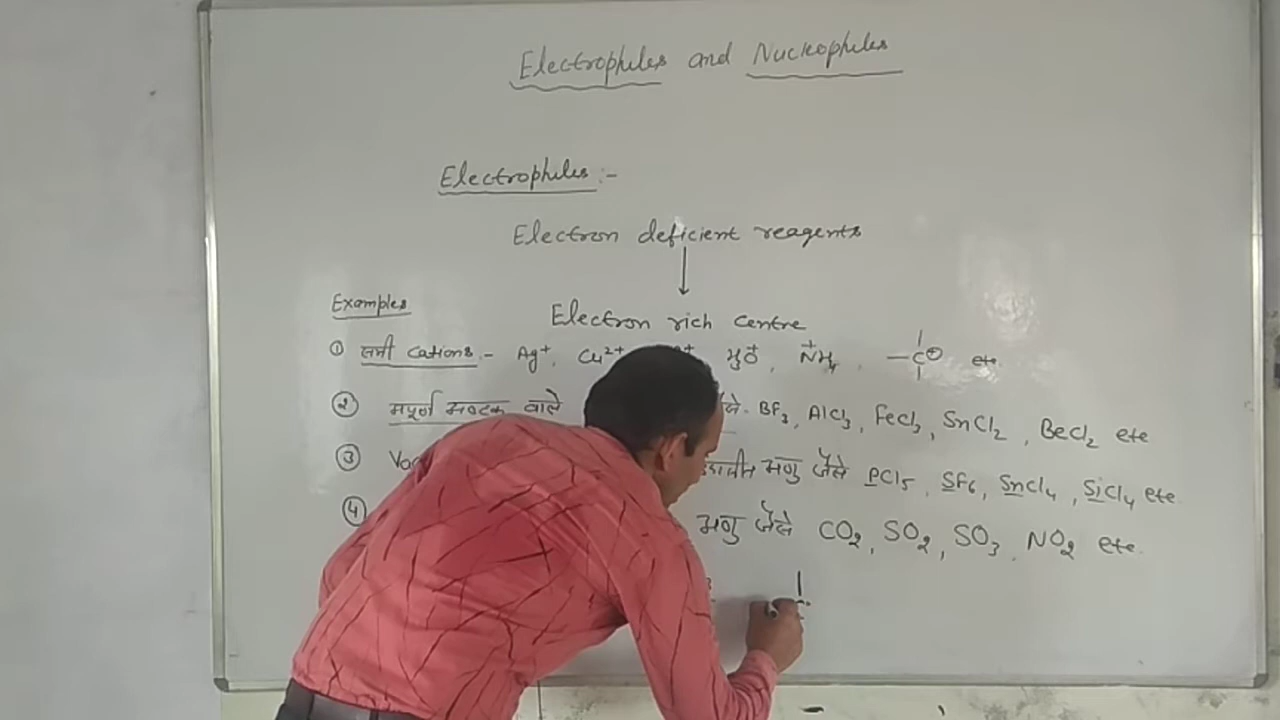 Electrophiles and Nucleophiles
Electrophiles :-
Electron deficient reagents
↓
Electron rich centre
Examples
① सभी Cations :- Ag⁺, Cu²⁺ H₃O⁺, N⁺H₄, —C⊕ etc
② अपूर्ण अष्टक वाले जैसे- BF₃, AlCl₃, FeCl₃, SnCl₂, BeCl₂ etc
③ उदासीन अणु जैसे PCl₅, SF₆, SnCl₄, SiCl₄ etc.
④ अणु जैसे CO₂, SO₂, SO₃, NO₂ etc.